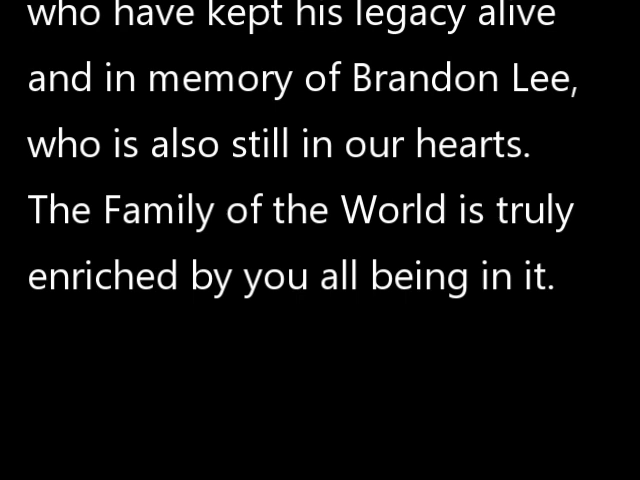 who have kept his legacy alive
and in memory of Brandon Lee,
who is also still in our hearts.
The Family of the World is truly
enriched by you all being in it.